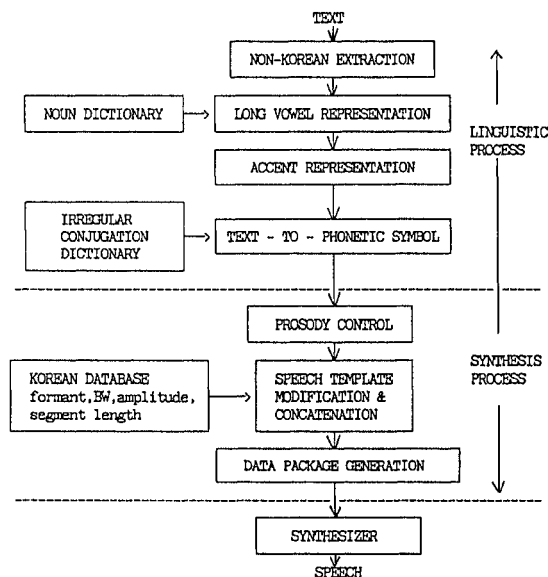 TEXT
NON-KOREAN EXTRACTION
NOUN DICTIONARY
LONG VOWEL REPRESENTATION
LINGUISTIC
PROCESS
ACCENT REPRESENTATION
IRREGULAR
CONJUGATION
DICTIONARY
TEXT - TO - PHONETIC SYMBOL
PROSODY CONTROL
KOREAN DATABASE
formant,BW,amplitude,
segment length
SPEECH TEMPLATE
MODIFICATION &
CONCATENATION
SYNTHESIS
PROCESS
DATA PACKAGE GENERATION
SYNTHESIZER
SPEECH